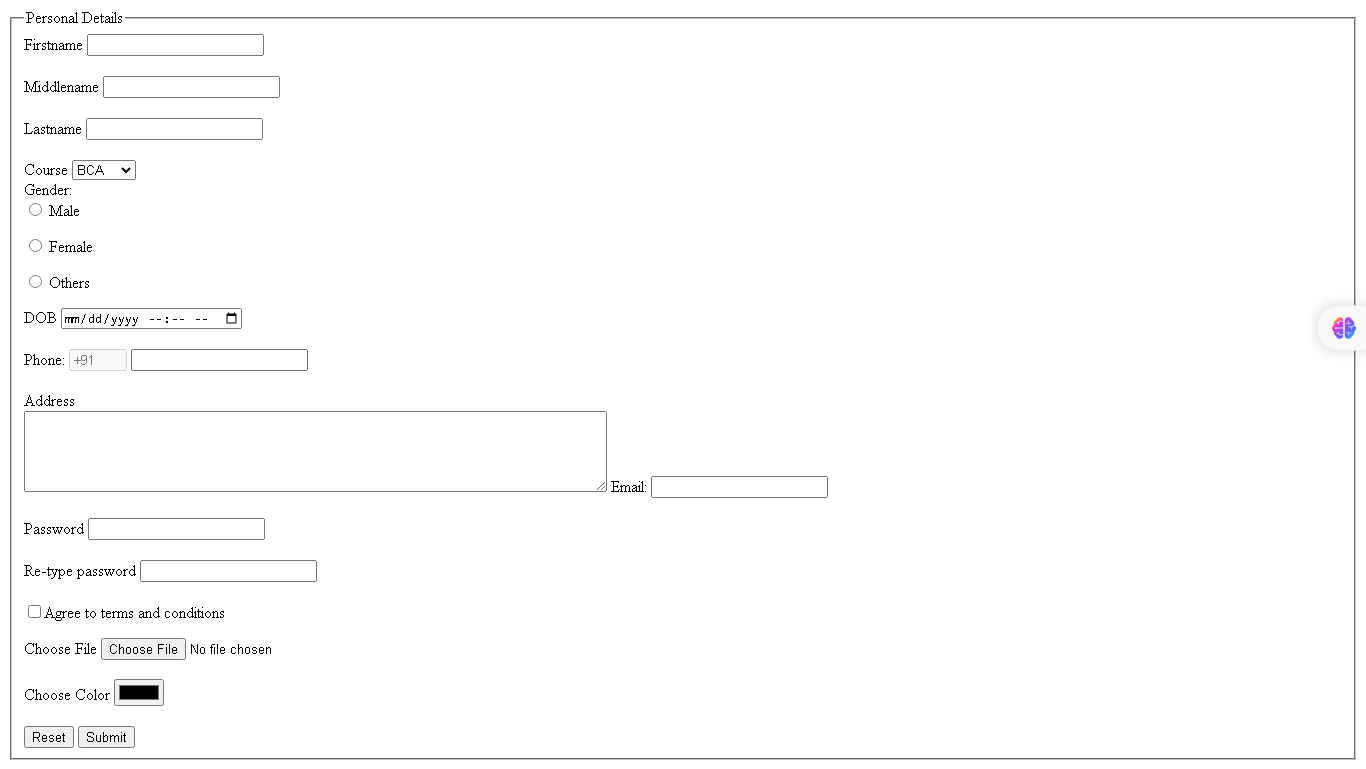 Personal Details
Firstname
Middlename
Lastname
Course BCA
Gender:
Male
Female
Others
DOB mm/dd/yyyy --:-- --
Phone: +91
Address
Email:
Password
Re-type password
Agree to terms and conditions
Choose File Choose File No file chosen
Choose Color
Reset Submit